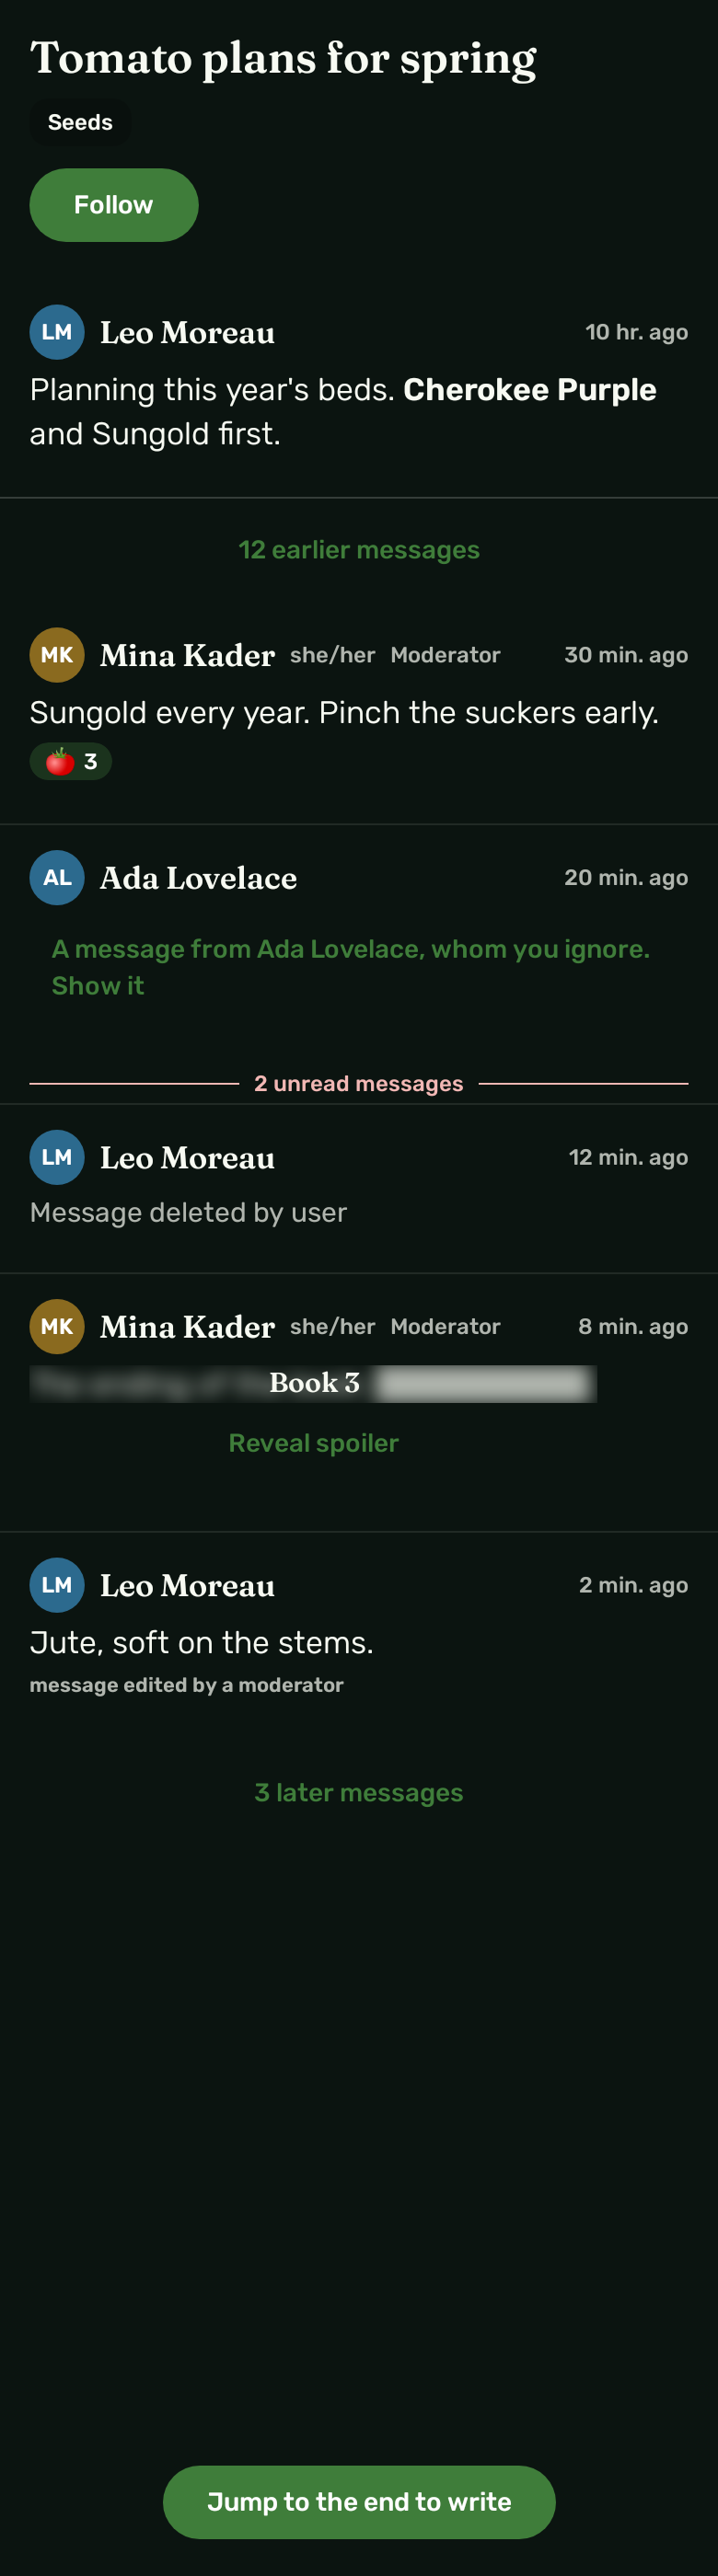 Tomato plans for spring
Seeds
Follow
LM Leo Moreau 10 hr. ago
Planning this year's beds. Cherokee Purple
and Sungold first.
12 earlier messages
MK Mina Kader she/her Moderator 30 min. ago
Sungold every year. Pinch the suckers early.
🍅 3
AL Ada Lovelace 20 min. ago
A message from Ada Lovelace, whom you ignore.
Show it
2 unread messages
LM Leo Moreau 12 min. ago
Message deleted by user
MK Mina Kader she/her Moderator 8 min. ago
Book 3
Reveal spoiler
LM Leo Moreau 2 min. ago
Jute, soft on the stems.
message edited by a moderator
3 later messages
Jump to the end to write